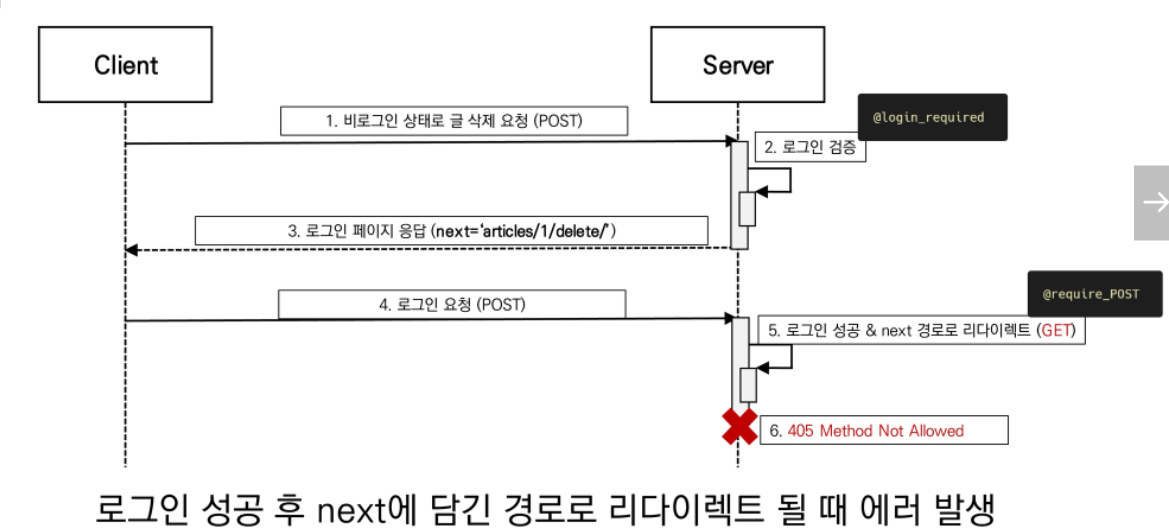 Client
Server
@login_required
1. 비로그인 상태로 글 삭제 요청 (POST)
2. 로그인 검증
3. 로그인 페이지 응답 (next=‘articles/1/delete/’)
@require_POST
4. 로그인 요청 (POST)
5. 로그인 성공 & next 경로로 리다이렉트 (GET)
6. 405 Method Not Allowed
로그인 성공 후 next에 담긴 경로로 리다이렉트 될 때 에러 발생